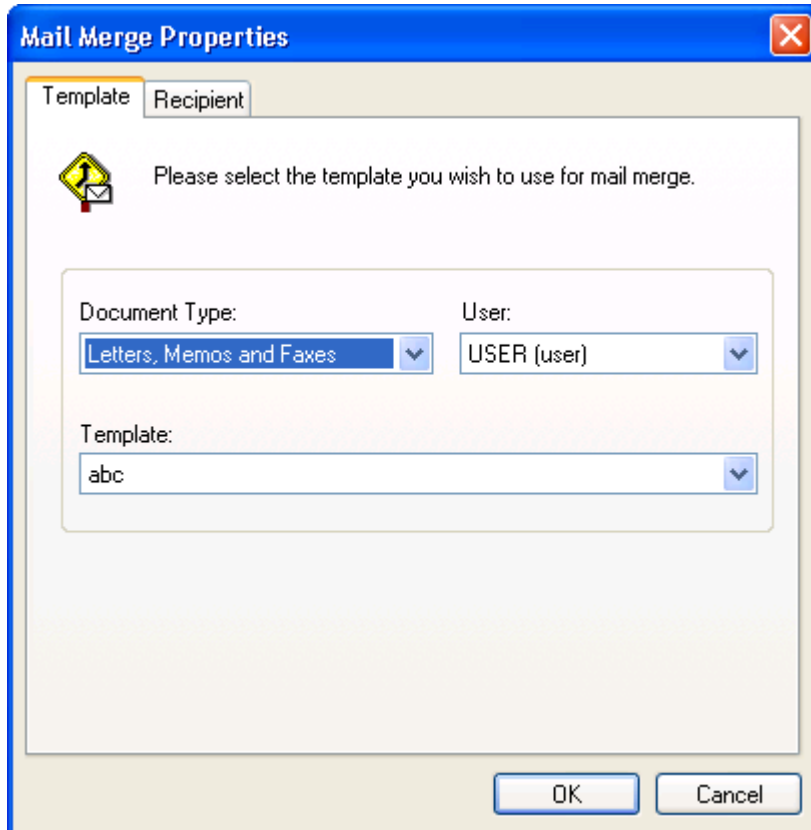 Mail Merge Properties
Template
Recipient
Please select the template you wish to use for mail merge.
Document Type:
User:
Letters, Memos and Faxes
USER (user)
Template:
abc
OK
Cancel